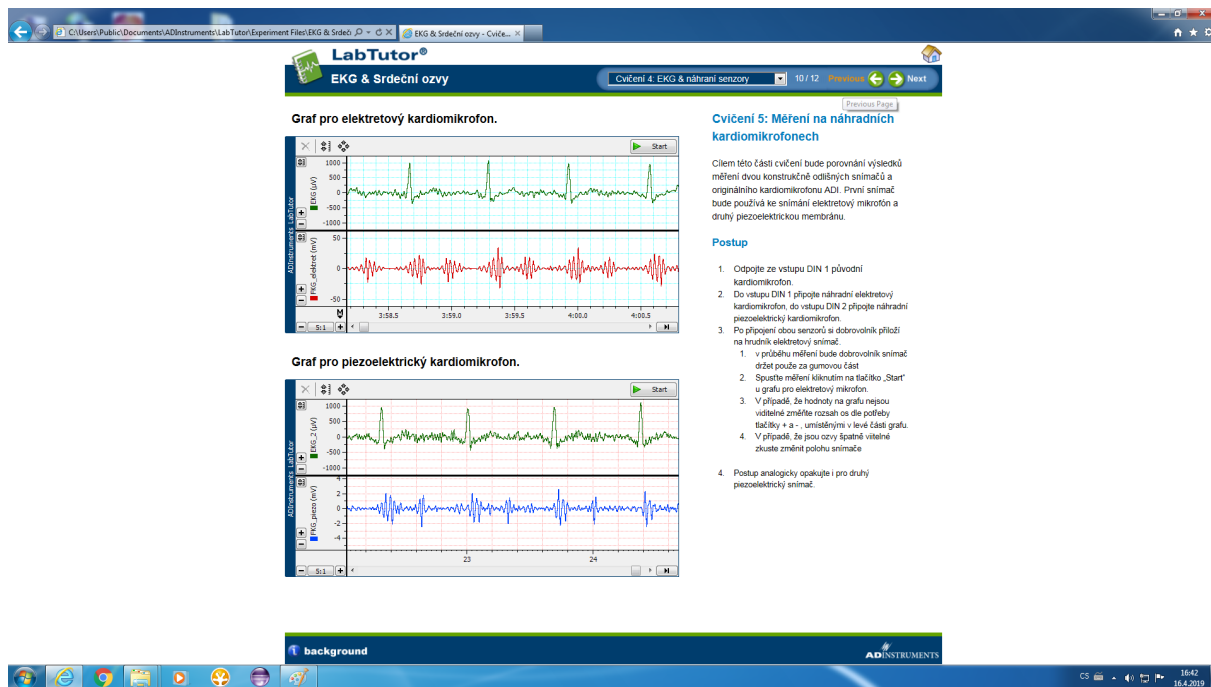 C:\Users\Public\Documents\ADInstruments\LabTutor\Experiment Files\EKG & Srdeč
EKG & Srdeční ozvy - Cviče...
LabTutor®
EKG & Srdeční ozvy
Cvičení 4: EKG & náhraní senzory
10 / 12
Previous
Next
Previous Page
Graf pro elektretový kardiomikrofon.
Start
ADInstruments LabTutor
EKG (µV)
1000
500
0
-500
-1000
PKG_elektret (mV)
50
0
-50
M
3:58.5
3:59.0
3:59.5
4:00.0
4:00.5
5:1
Graf pro piezoelektrický kardiomikrofon.
Start
ADInstruments LabTutor
EKG_2 (µV)
1000
500
0
-500
-1000
FKG_piezo (mV)
4
2
0
-2
-4
23
24
5:1
Cvičení 5: Měření na náhradních
kardiomikrofonech
Cílem této části cvičení bude porovnání výsledků
měření dvou konstrukčně odlišných snímačů a
originálního kardiomikrofonu ADI. První snímač
bude používá ke snímání elektretový mikrofón a
druhý piezoelektrickou membránu.
Postup
1. Odpojte ze vstupu DIN 1 původní
kardiomikrofon.
2. Do vstupu DIN 1 připojte náhradní elektretový
kardiomikrofon, do vstupu DIN 2 připojte náhradní
piezoelektrický kardiomikrofon.
3. Po připojení obou senzorů si dobrovolník přiloží
na hrudník elektretový snímač.
1. v průběhu měření bude dobrovolník snímač
držet pouze za gumovou část
2. Spusťte měření kliknutím na tlačítko „Start“
u grafu pro elektretový mikrofon.
3. V případě, že hodnoty na grafu nejsou
viditelné změňte rozsah os dle potřeby
tlačítky + a - , umístěnými v levé části grafu.
4. V případě, že jsou ozvy špatně viitelné
zkuste změnit polohu snímače
4. Postup analogicky opakujte i pro druhý
piezoelektrický snímač.
background
ADINSTRUMENTS
CS
16:42
16.4.2019